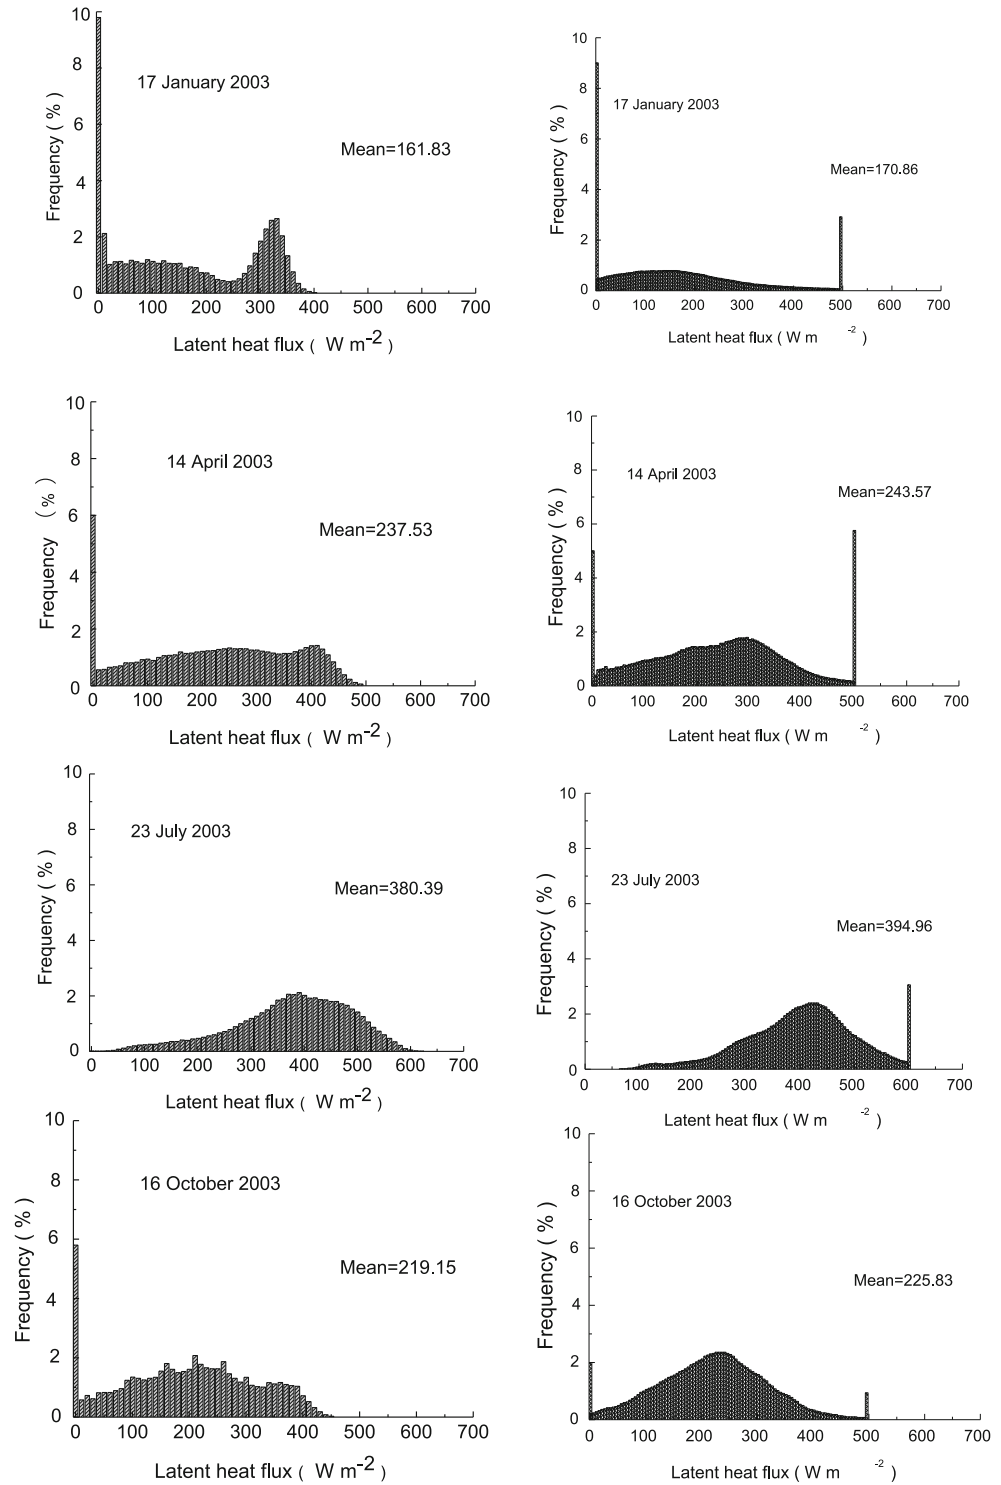 10
8
6
4
2
0
Frequency ( % )
17 January 2003
Mean=161.83
0 100 200 300 400 500 600 700
Latent heat flux ( W m-2 )
10
8
6
4
2
0
Frequency ( % )
17 January 2003
Mean=170.86
0 100 200 300 400 500 600 700
Latent heat flux ( W m -2 )
10
8
6
4
2
0
Frequency ( % )
14 April 2003
Mean=237.53
0 100 200 300 400 500 600 700
Latent heat flux ( W m-2 )
10
8
6
4
2
0
Frequency ( % )
14 April 2003
Mean=243.57
0 100 200 300 400 500 600 700
Latent heat flux ( W m -2 )
10
8
6
4
2
0
Frequency ( % )
23 July 2003
Mean=380.39
0 100 200 300 400 500 600 700
Latent heat flux ( W m-2 )
10
8
6
4
2
0
Frequency ( % )
23 July 2003
Mean=394.96
0 100 200 300 400 500 600 700
Latent heat flux ( W m -2 )
10
8
6
4
2
0
Frequency ( % )
16 October 2003
Mean=219.15
0 100 200 300 400 500 600 700
Latent heat flux ( W m-2 )
10
8
6
4
2
0
Frequency ( % )
16 October 2003
Mean=225.83
0 100 200 300 400 500 600 700
Latent heat flux ( W m -2 )